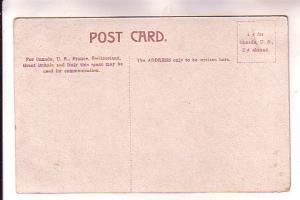 POST CARD.
For Canada, U. S., France, Switzerland,
Great Britain and Italy this space may be
used for communication.
The ADDRESS only to be written here.
1 ¢ for
Canada, U. S.,
2 ¢ abroad.